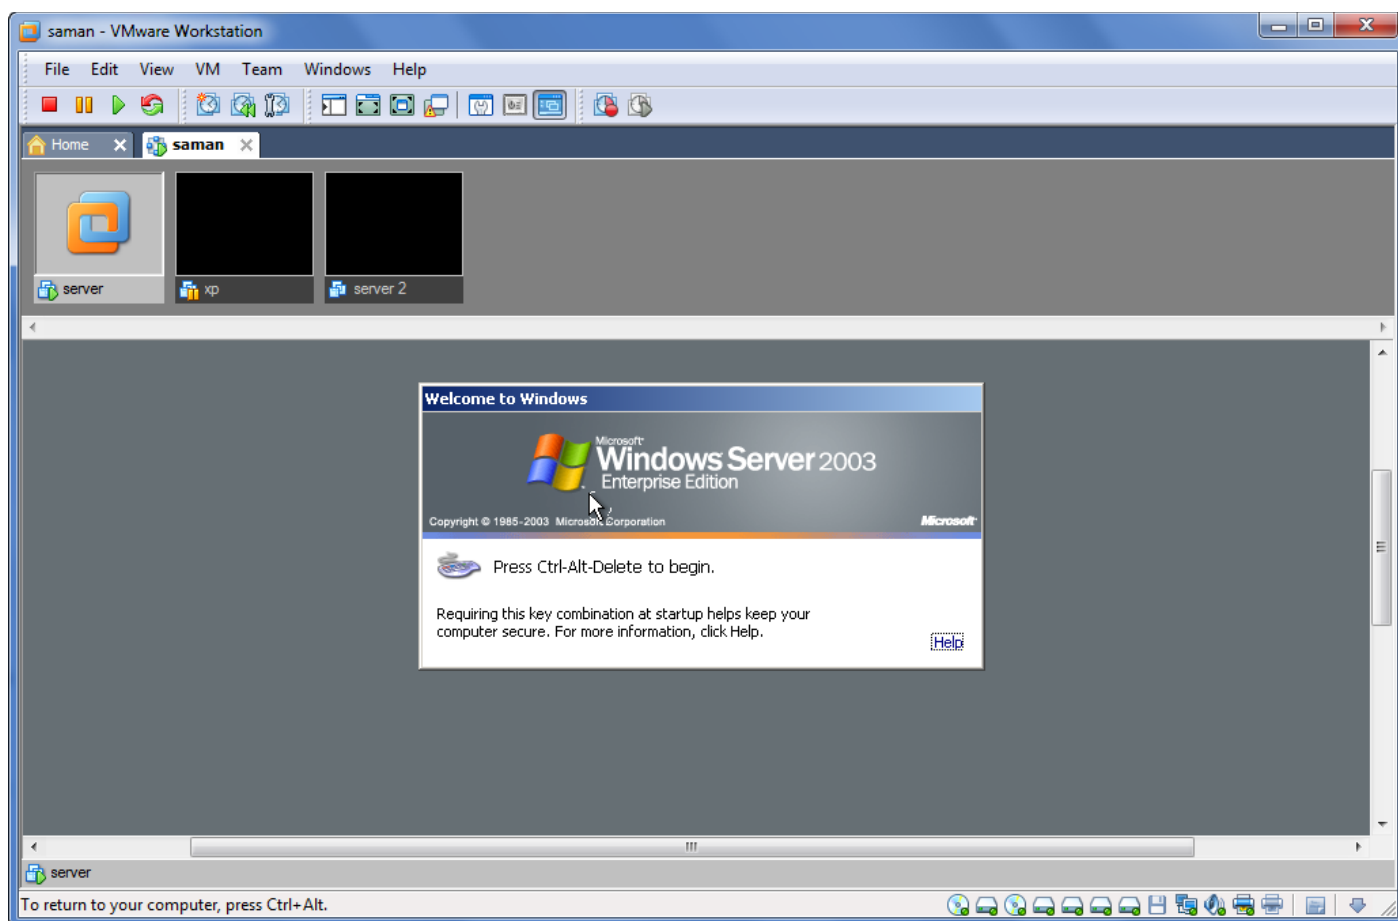 saman - VMware Workstation
File Edit View VM Team Windows Help
Home saman
server xp server 2
Welcome to Windows
Microsoft
Windows Server 2003
Enterprise Edition
Copyright © 1985-2003 Microsoft Corporation Microsoft
Press Ctrl-Alt-Delete to begin.
Requiring this key combination at startup helps keep your
computer secure. For more information, click Help.
Help
server
To return to your computer, press Ctrl+Alt.